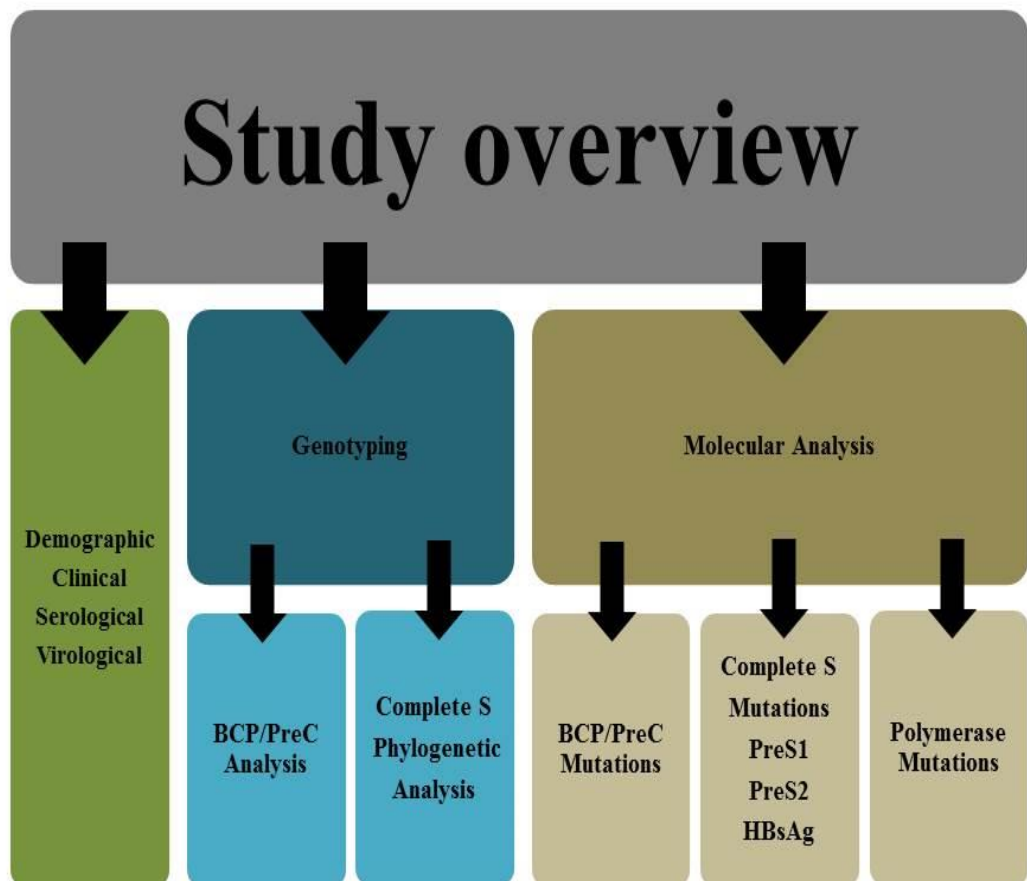 Study overview
Genotyping
Molecular Analysis
Demographic
Clinical
Serological
Virological
BCP/PreC
Analysis
Complete S
Phylogenetic
Analysis
BCP/PreC
Mutations
Complete S
Mutations
PreS1
PreS2
HBsAg
Polymerase
Mutations